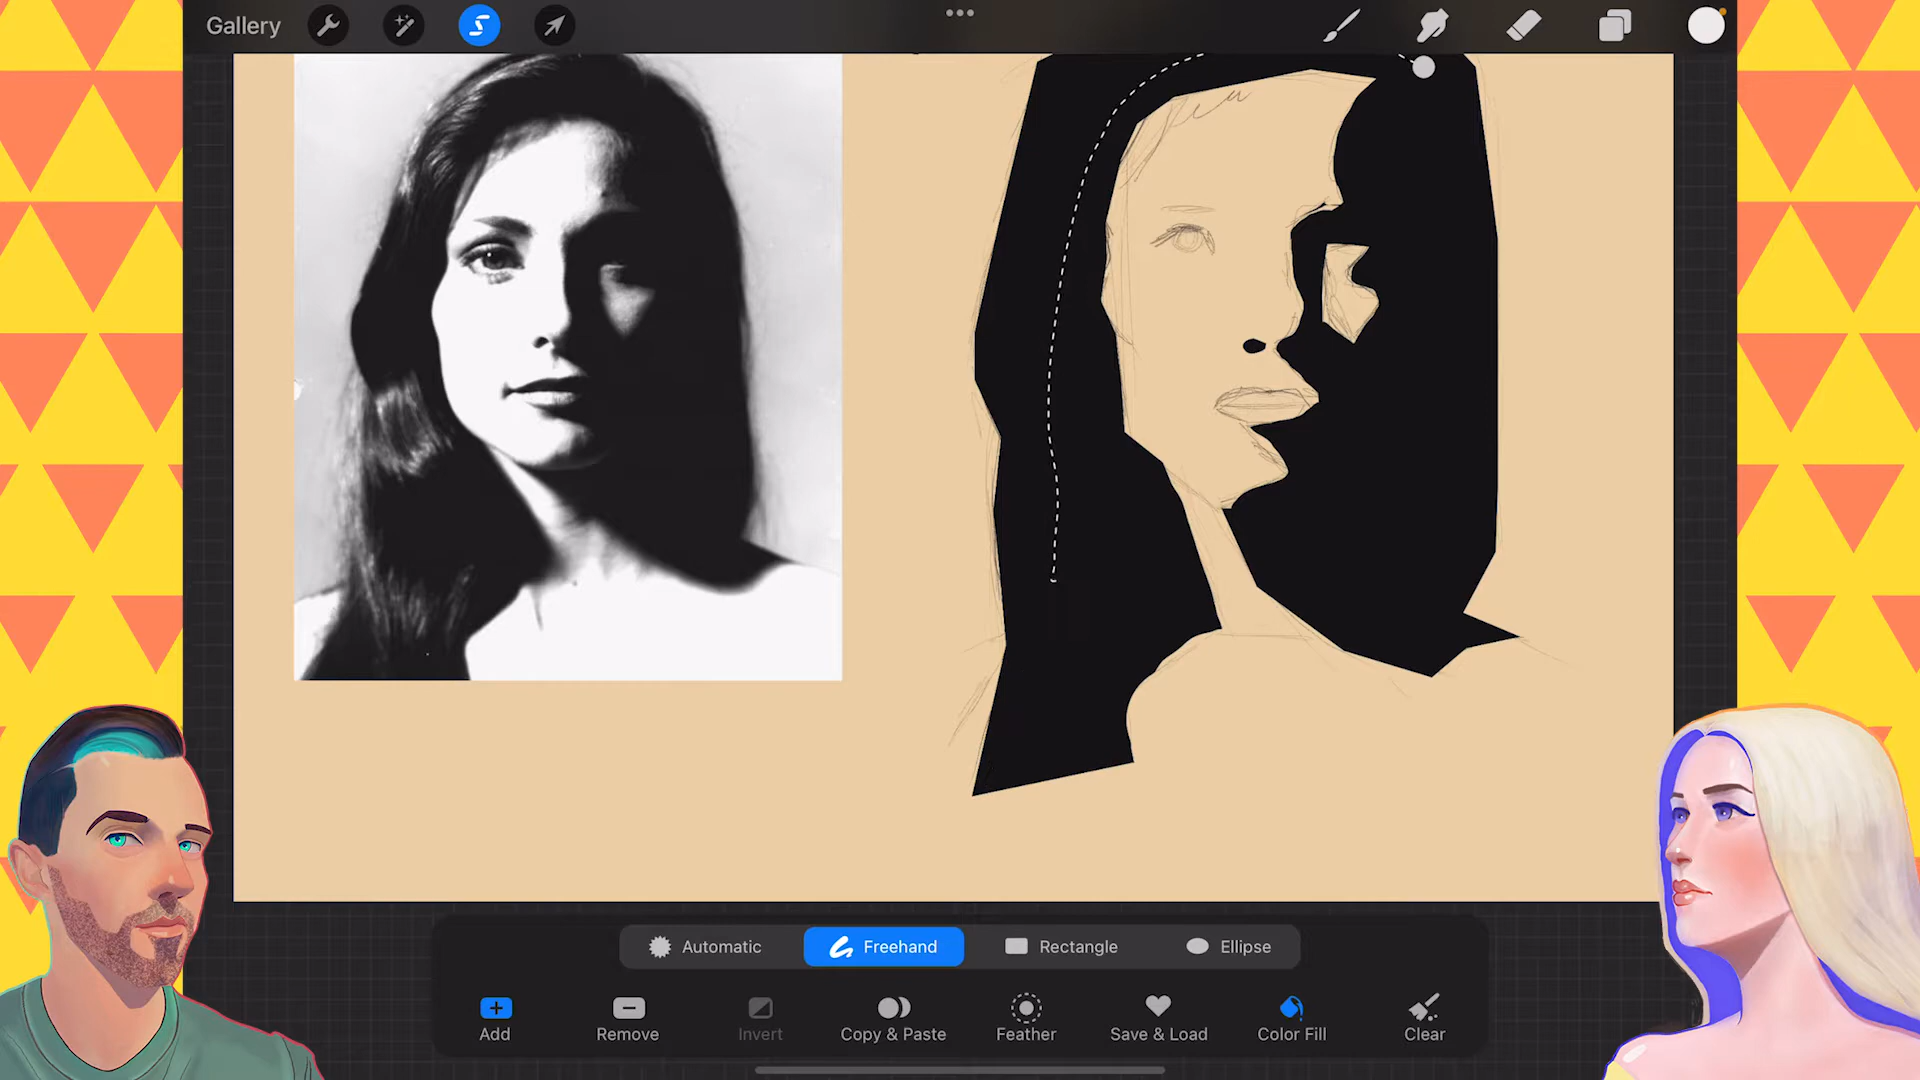 Gallery
Automatic
Freehand
Rectangle
Ellipse
Add
Remove
Invert
Copy & Paste
Feather
Save & Load
Color Fill
Clear